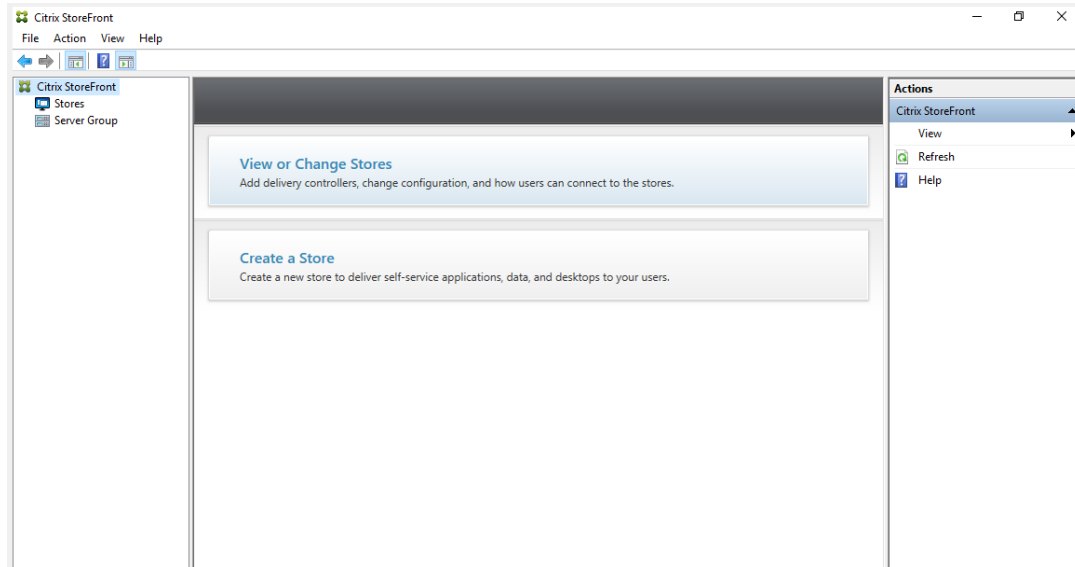 Citrix StoreFront
File Action View Help
Citrix StoreFront
Stores
Server Group
View or Change Stores
Add delivery controllers, change configuration, and how users can connect to the stores.
Create a Store
Create a new store to deliver self-service applications, data, and desktops to your users.
Actions
Citrix StoreFront
View
Refresh
Help